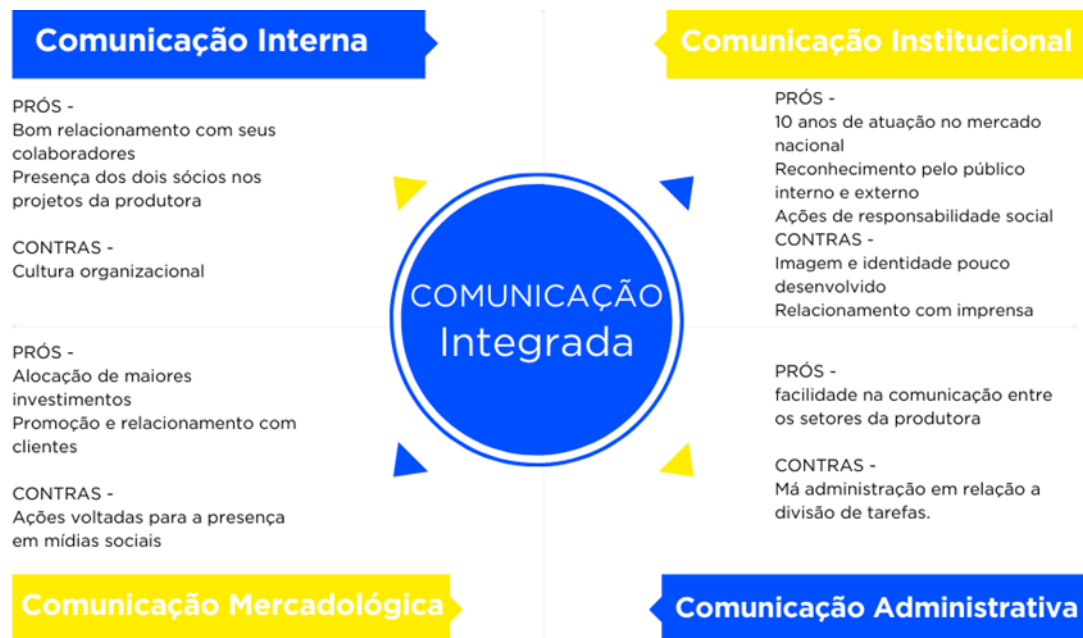 Comunicação Interna
PRÓS -
Bom relacionamento com seus
colaboradores
Presença dos dois sócios nos
projetos da produtora
CONTRAS -
Cultura organizacional
Comunicação Institucional
PRÓS -
10 anos de atuação no mercado
nacional
Reconhecimento pelo público
interno e externo
Ações de responsabilidade social
CONTRAS -
Imagem e identidade pouco
desenvolvido
Relacionamento com imprensa
COMUNICAÇÃO
Integrada
PRÓS -
Alocação de maiores
investimentos
Promoção e relacionamento com
clientes
CONTRAS -
Ações voltadas para a presença
em mídias sociais
Comunicação Mercadológica
PRÓS -
facilidade na comunicação entre
os setores da produtora
CONTRAS -
Má administração em relação a
divisão de tarefas.
Comunicação Administrativa